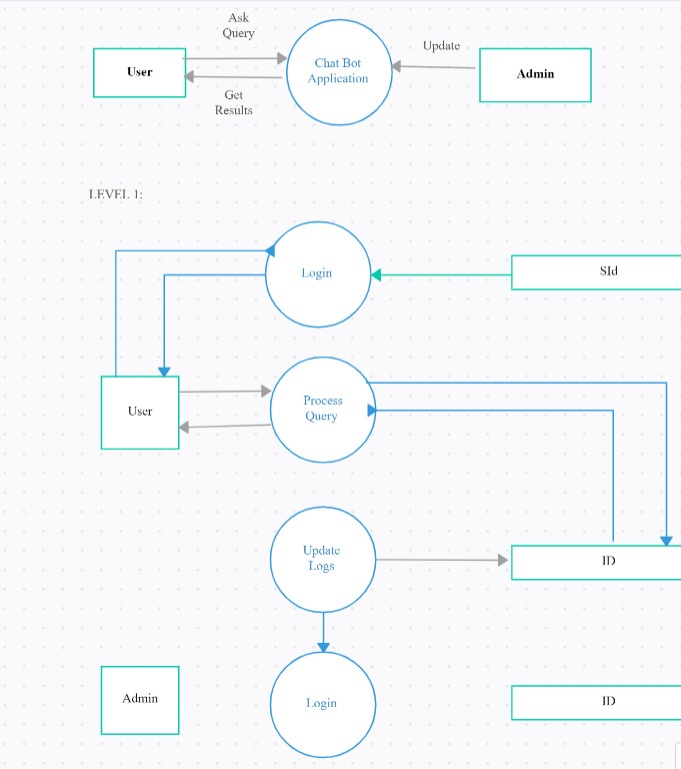 Ask
Query
User
Chat Bot
Application
Update
Admin
Get
Results
LEVEL 1:
Login
SId
User
Process
Query
Update
Logs
ID
Admin
Login
ID